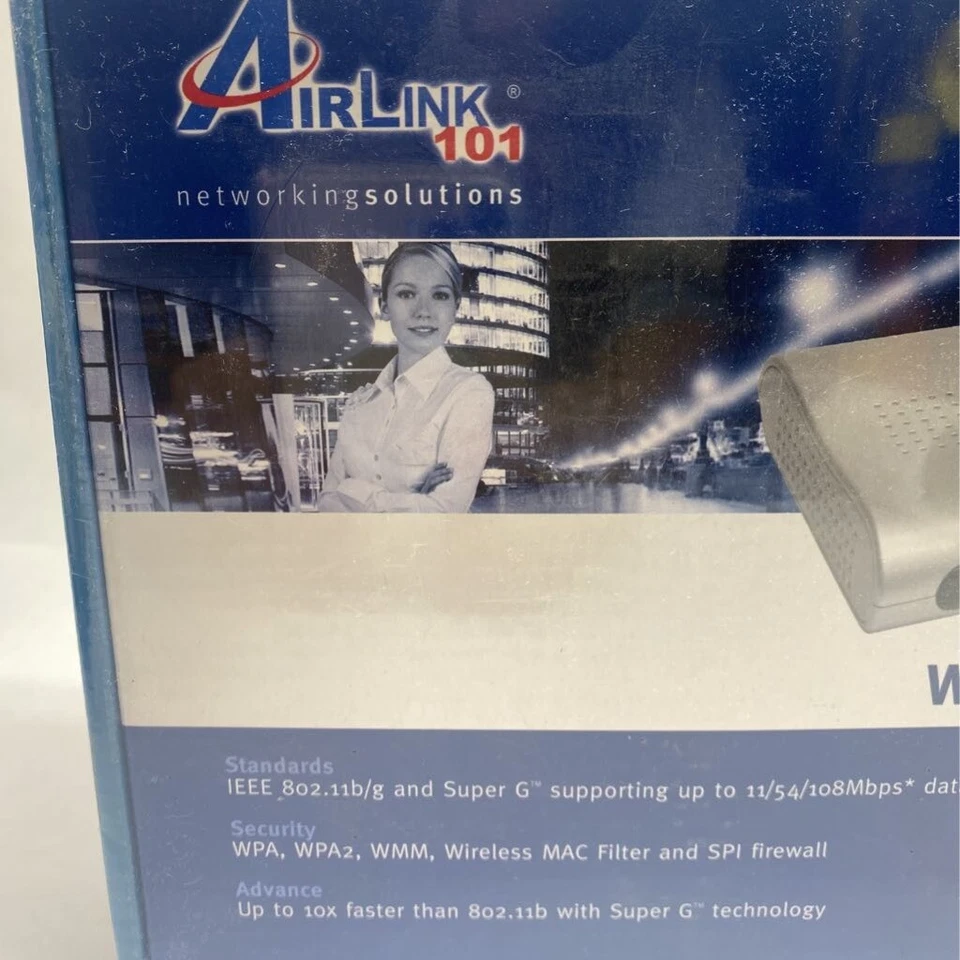 AIRLINK ®
101
networkingsolutions
W
Standards
IEEE 802.11b/g and Super G™ supporting up to 11/54/108Mbps* dat
Security
WPA, WPA2, WMM, Wireless MAC Filter and SPI firewall
Advance
Up to 10x faster than 802.11b with Super G™ technology